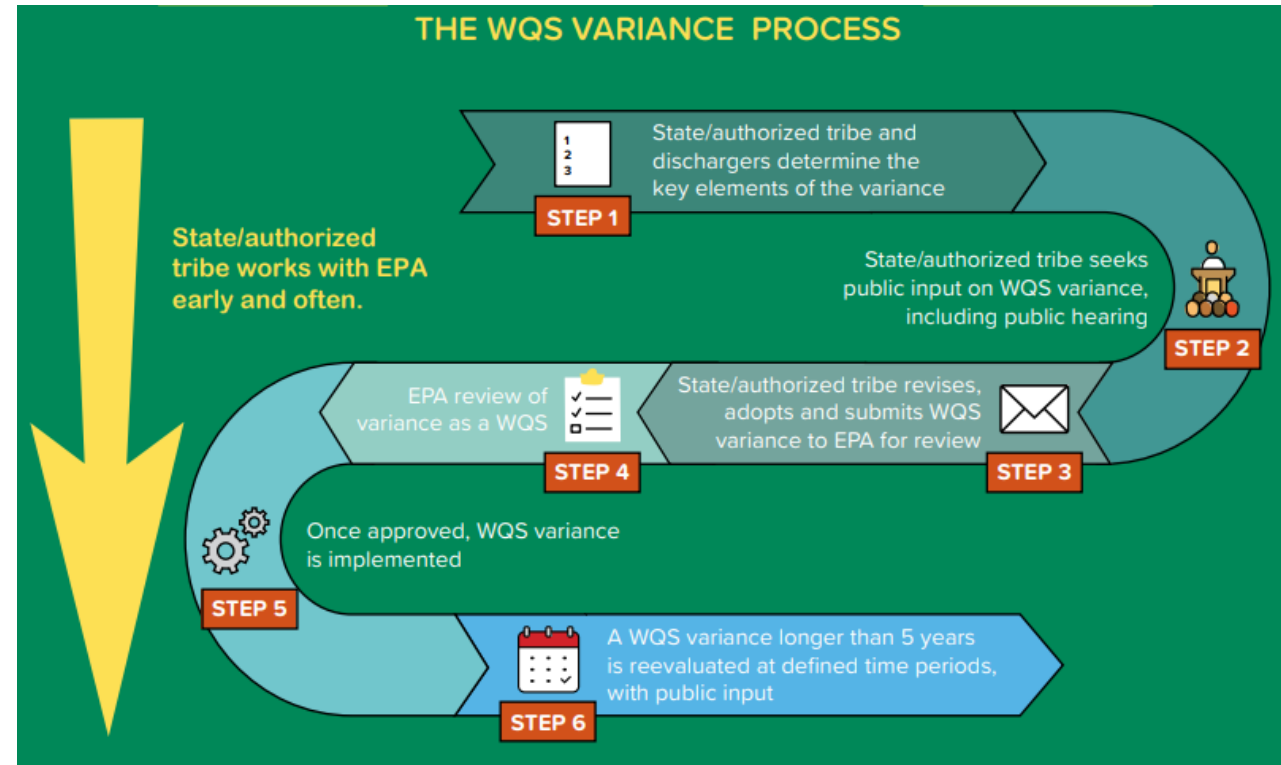 THE WQS VARIANCE PROCESS
1
2
3
State/authorized tribe and
dischargers determine the
key elements of the variance
STEP 1
State/authorized
tribe works with EPA
early and often.
State/authorized tribe seeks
public input on WQS variance,
including public hearing
STEP 2
State/authorized tribe revises,
adopts and submits WQS
variance to EPA for review
STEP 3
EPA review of
variance as a WQS
STEP 4
Once approved, WQS variance
is implemented
STEP 5
A WQS variance longer than 5 years
is reevaluated at defined time periods,
with public input
STEP 6